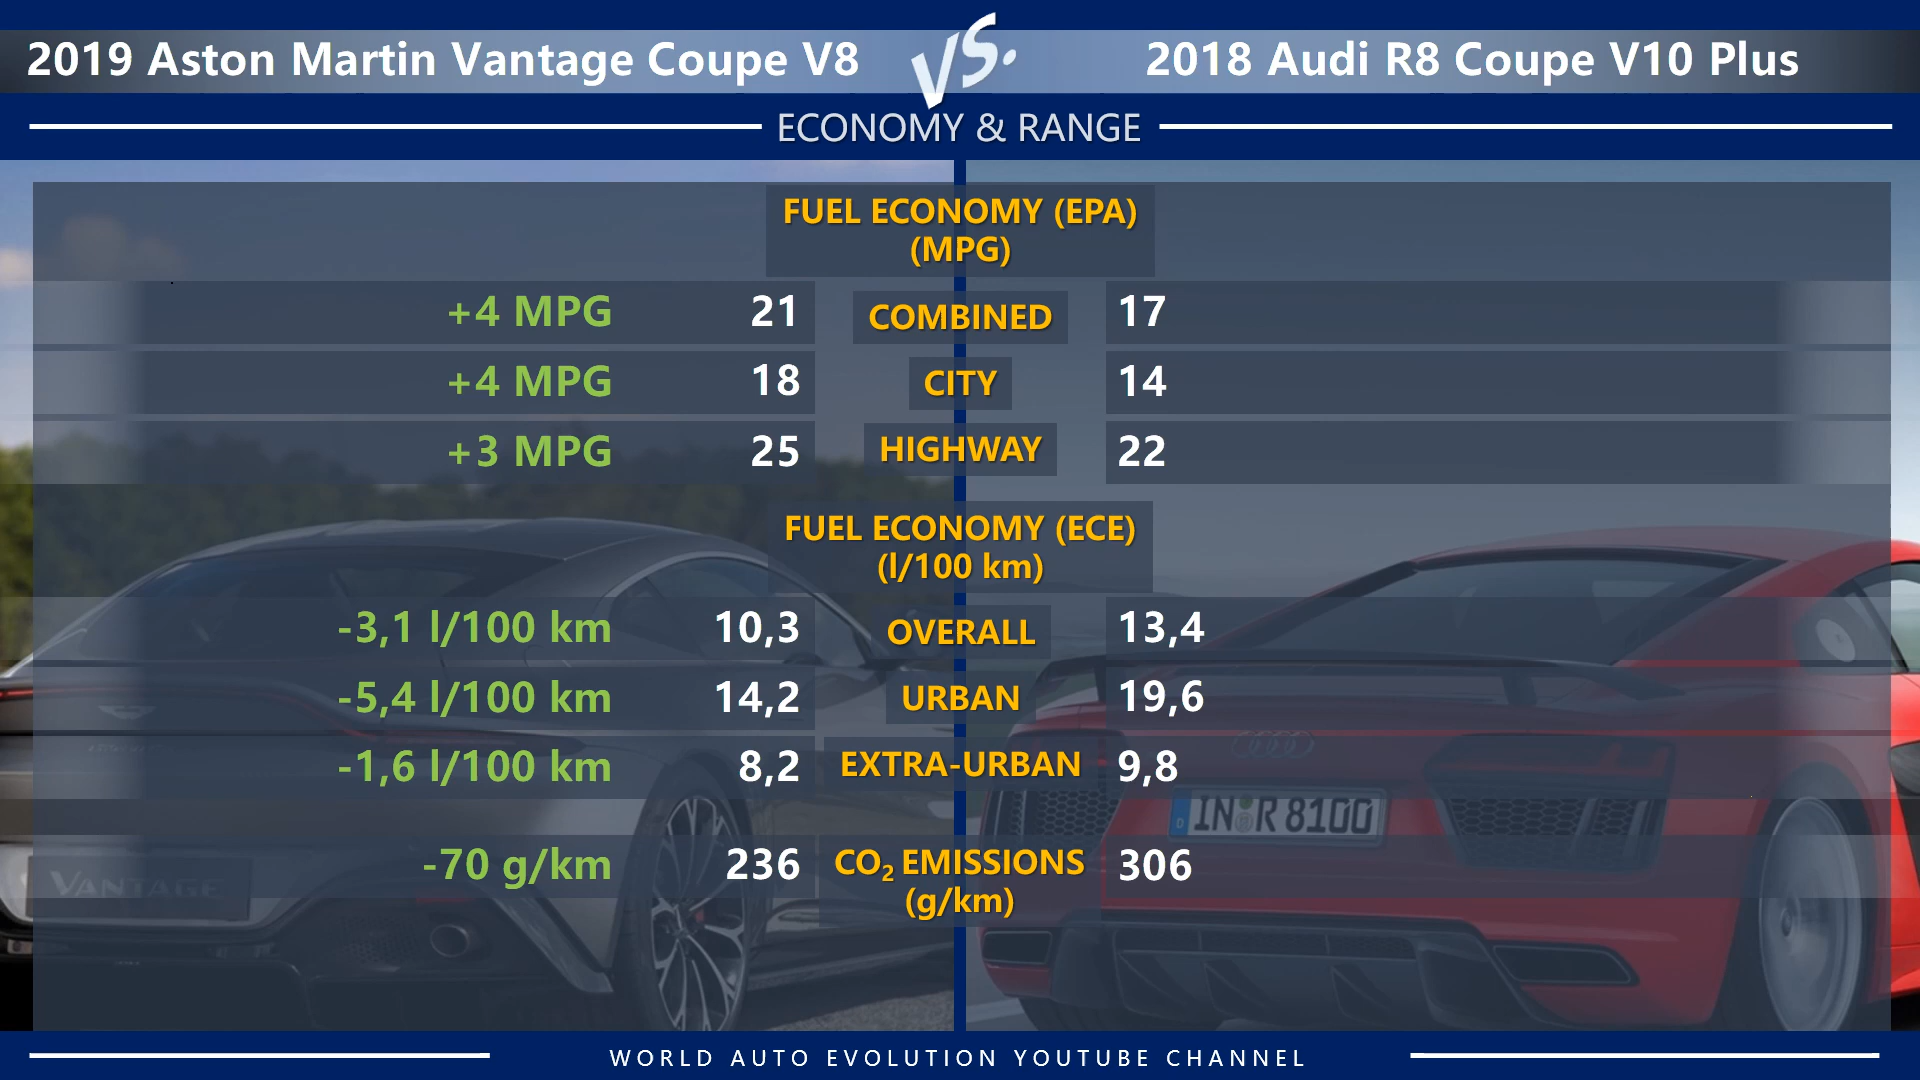 2019 Aston Martin Vantage Coupe V8 VS. 2018 Audi R8 Coupe V10 Plus
ECONOMY & RANGE
FUEL ECONOMY (EPA)
(MPG)
+4 MPG 21 COMBINED 17
+4 MPG 18 CITY 14
+3 MPG 25 HIGHWAY 22
FUEL ECONOMY (ECE)
(l/100 km)
-3,1 l/100 km 10,3 OVERALL 13,4
-5,4 l/100 km 14,2 URBAN 19,6
-1,6 l/100 km 8,2 EXTRA-URBAN 9,8
IN R 8100
-70 g/km 236 CO₂ EMISSIONS 306
(g/km)
VANTAGE
WORLD AUTO EVOLUTION YOUTUBE CHANNEL